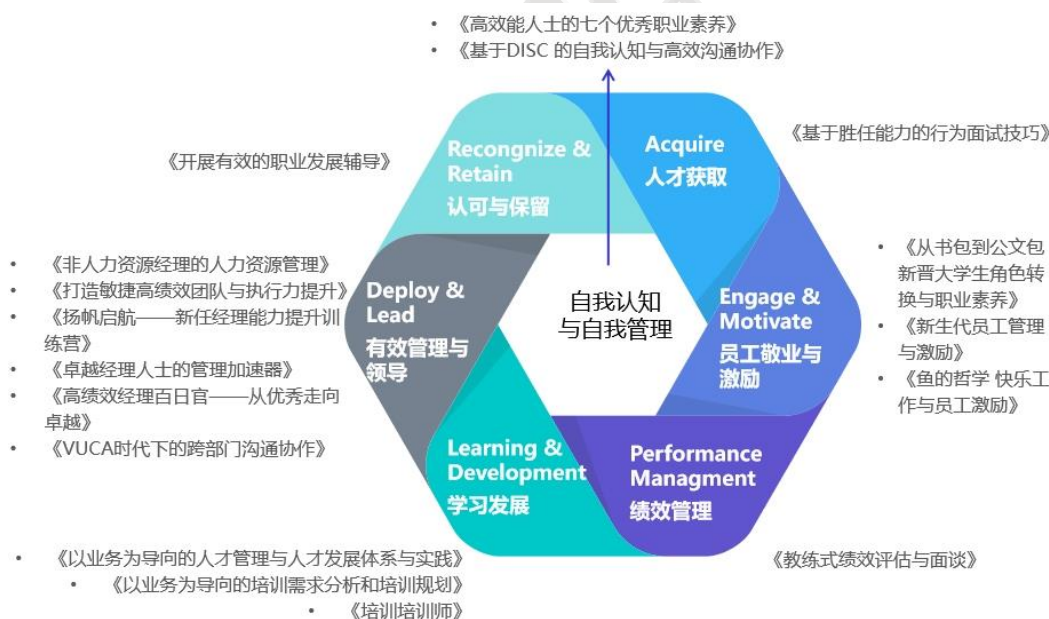 • 《高效能人士的七个优秀职业素养》
• 《基于DISC 的自我认知与高效沟通协作》
《基于胜任能力的行为面试技巧》
《开展有效的职业发展辅导》
Recongnize &
Retain
认可与保留
Acquire
人才获取
• 《从书包到公文包
新晋大学生角色转
换与职业素养》
• 《新生代员工管理
与激励》
• 《鱼的哲学 快乐工
作与员工激励》
• 《非人力资源经理的人力资源管理》
• 《打造敏捷高绩效团队与执行力提升》
• 《扬帆启航——新任经理能力提升训
练营》
• 《卓越经理人士的管理加速器》
• 《高绩效经理百日官——从优秀走向
卓越》
• 《VUCA时代下的跨部门沟通协作》
Deploy &
Lead
有效管理与
领导
自我认知
与自我管理
Engage &
Motivate
员工敬业与
激励
Learning &
Development
学习发展
Performance
Managment
绩效管理
• 《以业务为导向的人才管理与人才发展体系与实践》
• 《以业务为导向的培训需求分析和培训规划》
• 《培训培训师》
《教练式绩效评估与面谈》